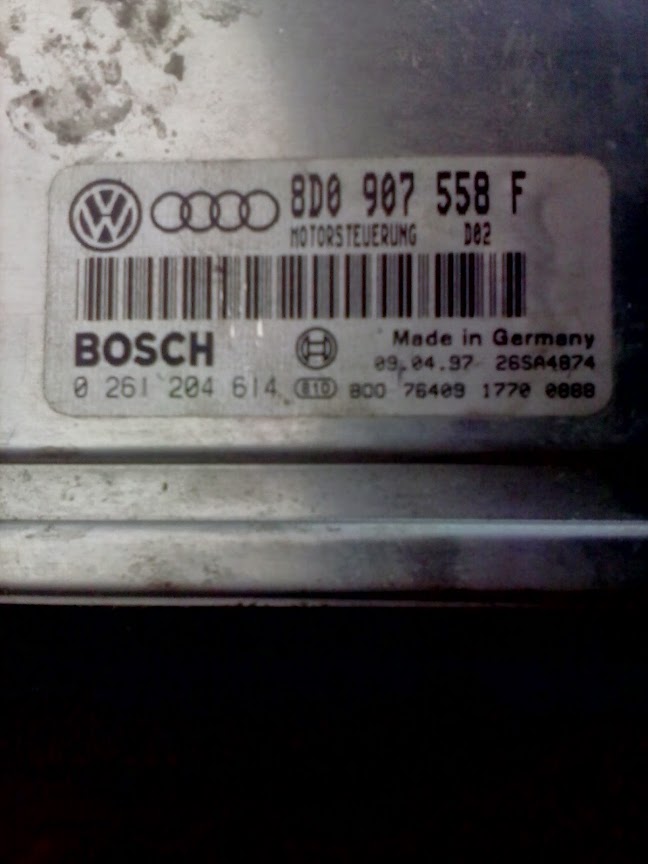 8D0 907 558 F
MOTORSTEUERUNG D02
BOSCH
Made in Germany
09.04.97 26SA4874
0 261 204 614 810 800 76409 1770 0888